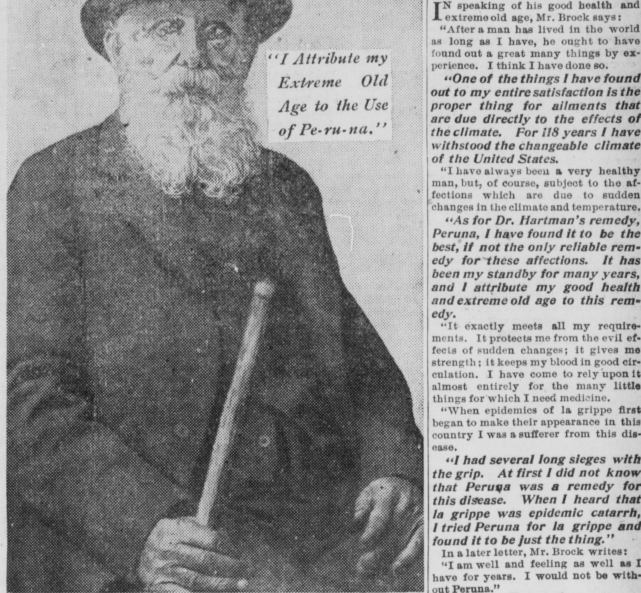 "I Attribute my
Extreme Old
Age to the Use
of Pe-ru-na."
IN speaking of his good health and
extreme old age, Mr. Brock says:
"After a man has lived in the world
as long as I have, he ought to have
found out a great many things by ex-
perience. I think I have done so.
"One of the things I have found
out to my entire satisfaction is the
proper thing for ailments that
are due directly to the effects of
the climate. For 118 years I have
withstood the changeable climate
of the United States.
"I have always been a very healthy
man, but, of course, subject to the af-
fections which are due to sudden
changes in the climate and temperature.
"As for Dr. Hartman's remedy,
Peruna, I have found it to be the
best, if not the only reliable rem-
edy for these affections. It has
been my standby for many years,
and I attribute my good health
and extreme old age to this rem-
edy.
"It exactly meets all my require-
ments. It protects me from the evil ef-
fects of sudden changes; it gives me
strength; it keeps my blood in good cir-
culation. I have come to rely upon it
almost entirely for the many little
things for which I need medicine.
"When epidemics of la grippe first
began to make their appearance in this
country I was a sufferer from this dis-
ease.
"I had several long sieges with
the grip. At first I did not know
that Peruna was a remedy for
this disease. When I heard that
la grippe was epidemic catarrh,
I tried Peruna for la grippe and
found it to be just the thing."
In a later letter, Mr. Brock writes:
"I am well and feeling as well as I
have for years. I would not be with-
out Peruna."